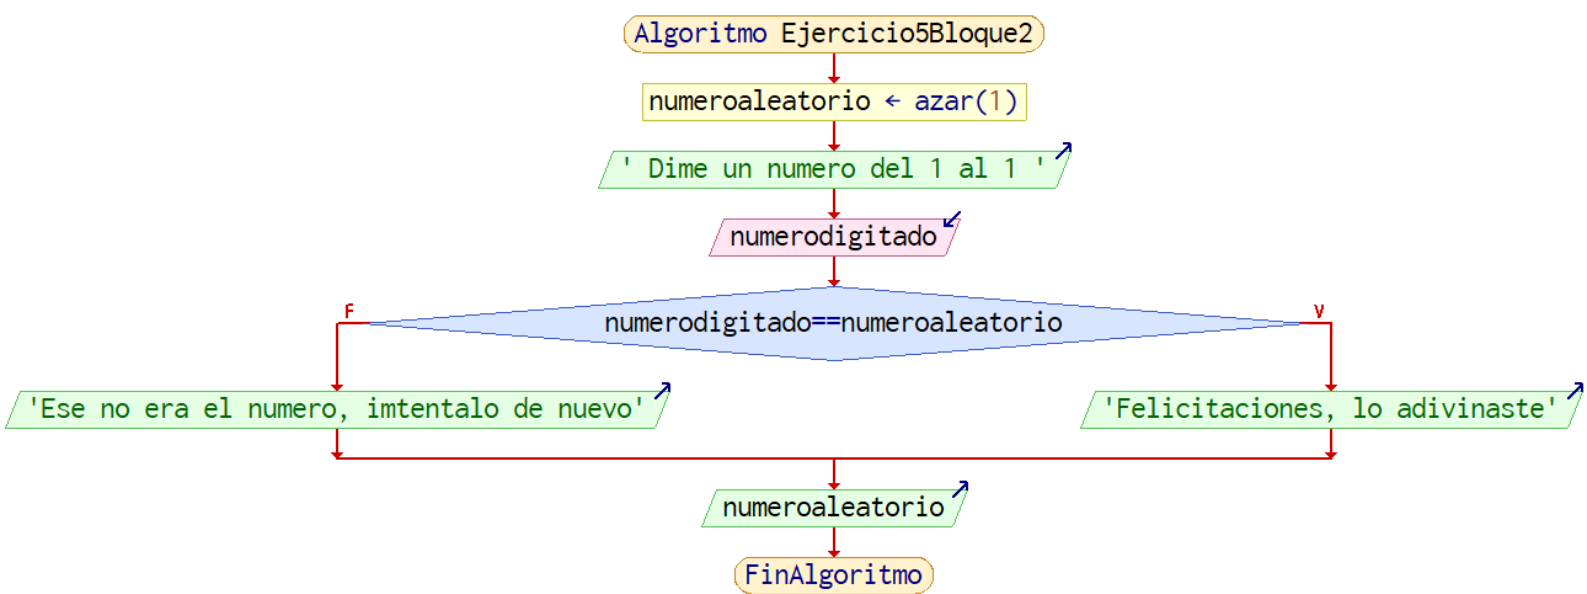 Algoritmo Ejercicio5Bloque2
numeroaleatorio ← azar(1)
' Dime un numero del 1 al 1 '
numerodigitado
F
V
numerodigitado==numeroaleatorio
'Ese no era el numero, imtentalo de nuevo'
'Felicitaciones, lo adivinaste'
numeroaleatorio
FinAlgoritmo